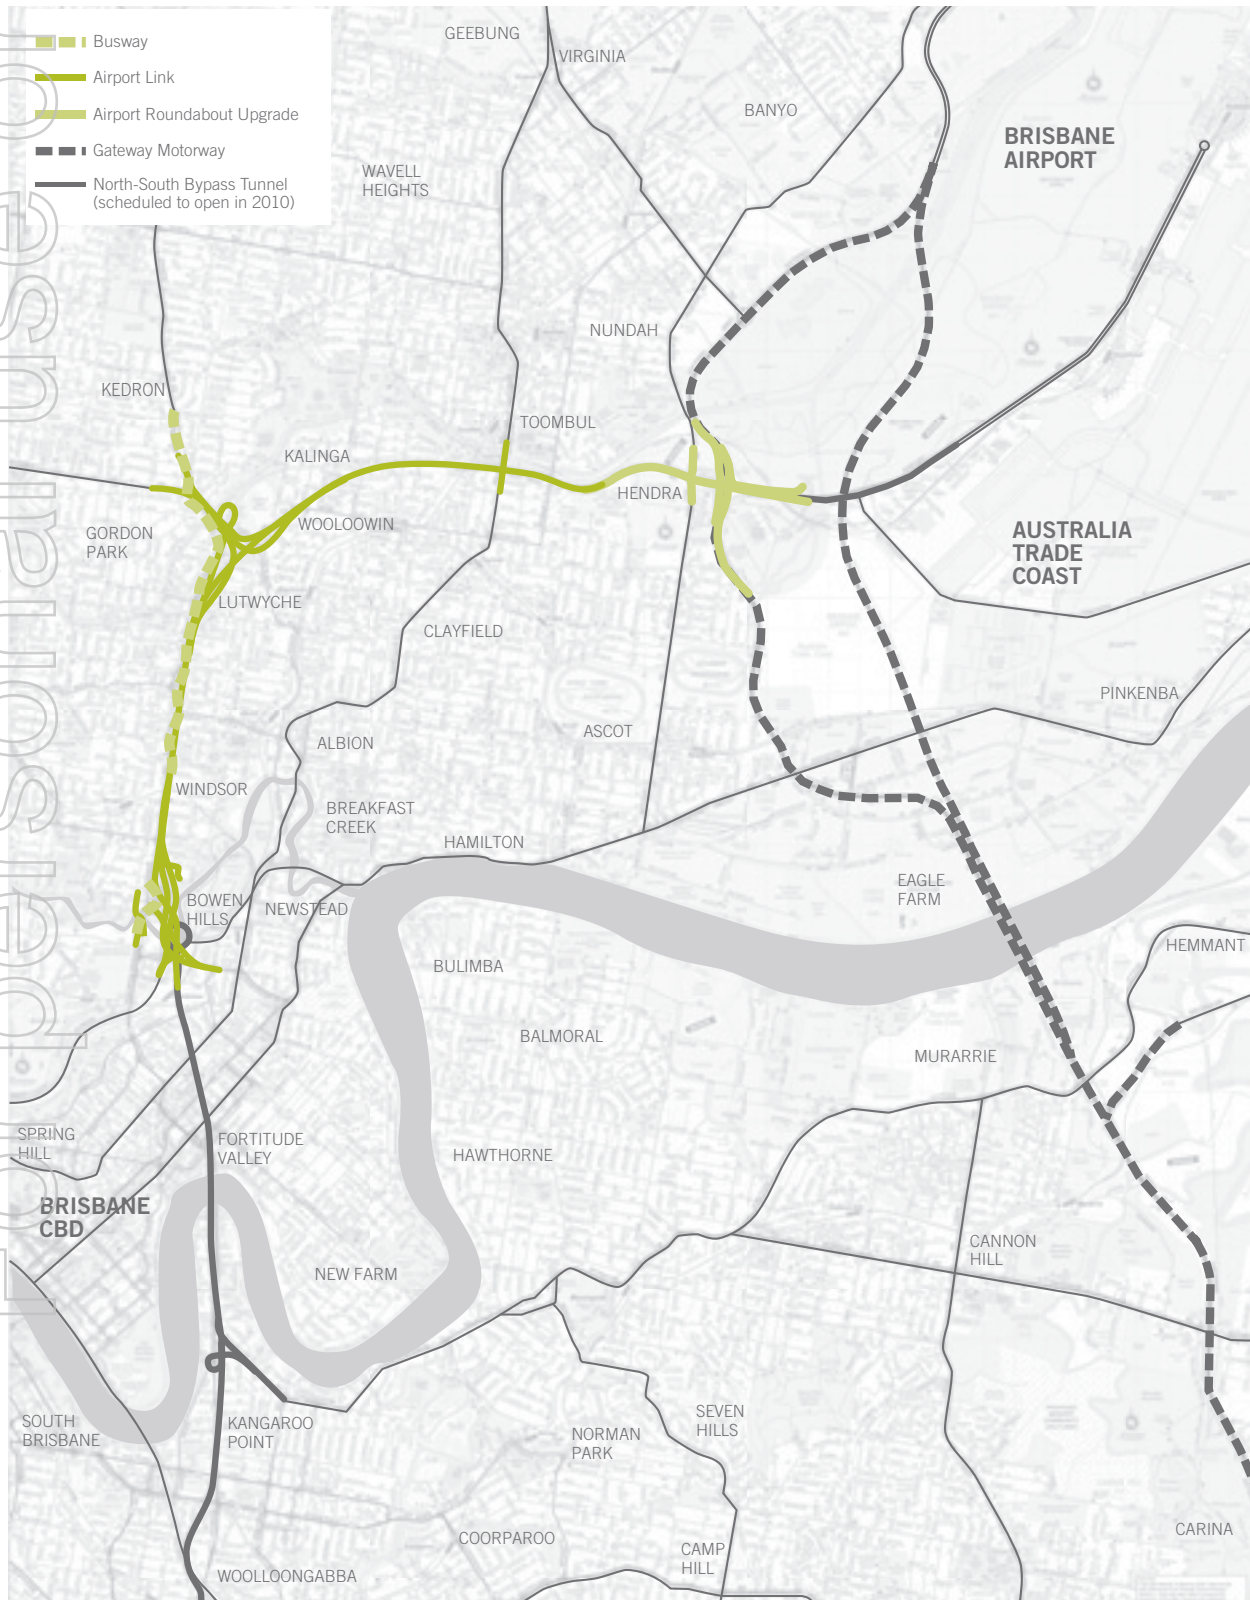 For personal use only
Busway
Airport Link
Airport Roundabout Upgrade
Gateway Motorway
North-South Bypass Tunnel
(scheduled to open in 2010)
GEEBUNG
VIRGINIA
BANYO
BRISBANE
AIRPORT
WAVELL
HEIGHTS
NUNDAH
KEDRON
TOOMBUL
KALINGA
HENDRA
WOOLOOWIN
GORDON
PARK
AUSTRALIA
TRADE
COAST
LUTWYCHE
CLAYFIELD
PINKENBA
ASCOT
ALBION
WINDSOR
BREAKFAST
CREEK
HAMILTON
EAGLE
FARM
BOWEN
HILLS
NEWSTEAD
HEMMANT
BULIMBA
BALMORAL
MURARRIE
SPRING
HILL
FORTITUDE
VALLEY
HAWTHORNE
BRISBANE
CBD
CANNON
HILL
NEW FARM
SOUTH
BRISBANE
KANGAROO
POINT
SEVEN
HILLS
NORMAN
PARK
CARINA
COORPAROO
CAMP
HILL
WOOLLOONGABBA